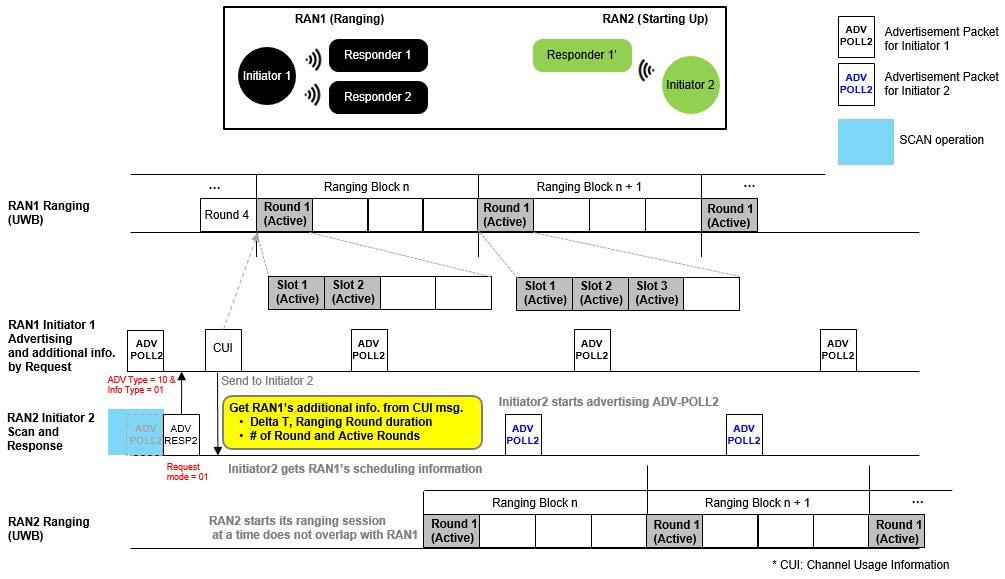 RAN1 (Ranging)
RAN2 (Starting Up)
Initiator 1
Responder 1
Responder 2
Responder 1'
Initiator 2
ADV
POLL2
Advertisement Packet
for Initiator 1
ADV
POLL2
Advertisement Packet
for Initiator 2
SCAN operation
RAN1 Ranging
(UWB)
...
Ranging Block n
Ranging Block n + 1
...
Round 4
Round 1
(Active)
Round 1
(Active)
Round 1
(Active)
Slot 1
(Active)
Slot 2
(Active)
Slot 1
(Active)
Slot 2
(Active)
Slot 3
(Active)
RAN1 Initiator 1
Advertising
and additional info.
by Request
ADV
POLL2
CUI
ADV
POLL2
ADV
POLL2
ADV
POLL2
ADV Type = 10 &
Info Type = 01
Send to Initiator 2
RAN2 Initiator 2
Scan and
Response
ADV
POLL2
ADV
RESP2
Get RAN1's additional info. from CUI msg.
• Delta T, Ranging Round duration
• # of Round and Active Rounds
Initiator2 starts advertising ADV-POLL2
ADV
POLL2
ADV
POLL2
Request
mode = 01
Initiator2 gets RAN1's scheduling information
RAN2 Ranging
(UWB)
RAN2 starts its ranging session
at a time does not overlap with RAN1
Ranging Block n
Ranging Block n + 1
...
Round 1
(Active)
Round 1
(Active)
Round 1
(Active)
* CUI: Channel Usage Information